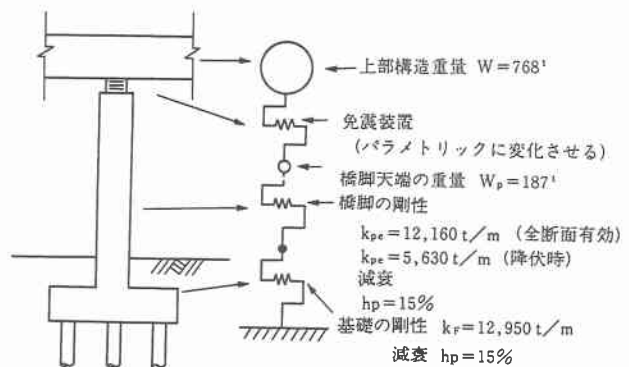 上部構造重量 W=768ᵗ
免震装置
(パラメトリックに変化させる)
橋脚天端の重量 Wₚ=187ᵗ
橋脚の剛性
kpe=12,160 t/m (全断面有効)
kpe=5,630 t/m (降伏時)
減衰
hp=15%
基礎の剛性 kF=12,950 t/m
減衰 hp=15%